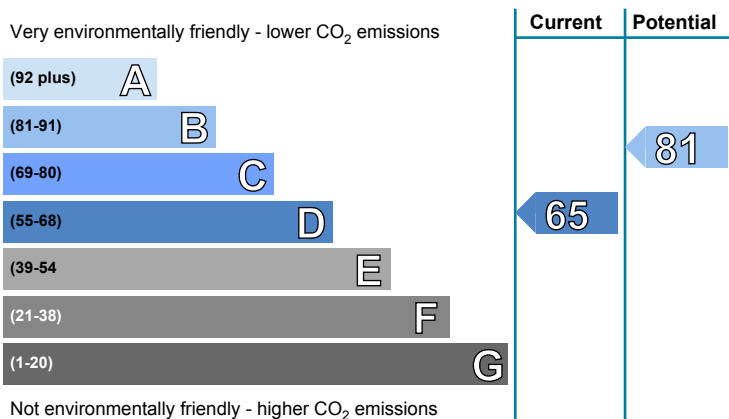 Current Potential
Very environmentally friendly - lower CO2 emissions
(92 plus) A
(81-91) B
(69-80) C
(55-68) D
(39-54 E
(21-38) F
(1-20) G
81
65
Not environmentally friendly - higher CO2 emissions